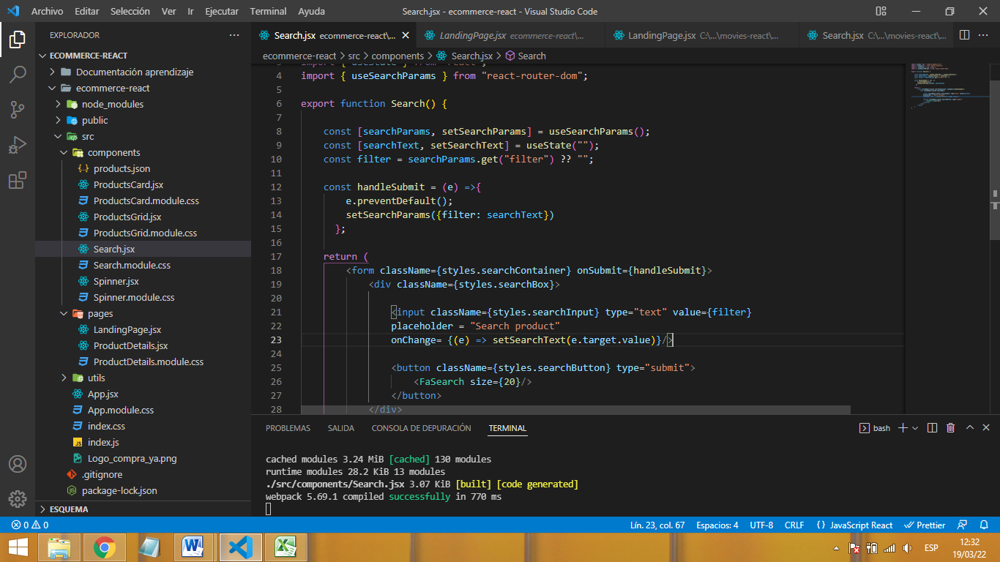 Archivo Editar Selección Ver Ir Ejecutar Terminal Ayuda Search.jsx - ecommerce-react - Visual Studio Code
EXPLORADOR
ECOMMERCE-REACT
Documentación aprendizaje
ecommerce-react
node_modules
public
src
components
products.json
ProductsCard.jsx
ProductsCard.module.css
ProductsGrid.jsx
ProductsGrid.module.css
Search.jsx
Search.module.css
Spinner.jsx
Spinner.module.css
pages
LandingPage.jsx
ProductDetails.jsx
ProductDetails.module.css
utils
App.jsx
App.module.css
index.css
index.js
Logo_compra_ya.png
.gitignore
package-lock.json
ESQUEMA
Search.jsx ecommerce-react\... LandingPage.jsx ecommerce-react\... LandingPage.jsx C:\...\movies-react\... Search.jsx C:\...\movies-react\...
ecommerce-react > src > components > Search.jsx > Search
3 import { useState } from "react";
4 import { useSearchParams } from "react-router-dom";
5
6 export function Search() {
7
8 const [searchParams, setSearchParams] = useSearchParams();
9 const [searchText, setSearchText] = useState("");
10 const filter = searchParams.get("filter") ?? "";
11
12 const handleSubmit = (e) =>{
13 e.preventDefault();
14 setSearchParams({filter: searchText})
15 };
16
17 return (
18 <form className={styles.searchContainer} onSubmit={handleSubmit}>
19 <div className={styles.searchBox}>
20
21 <input className={styles.searchInput} type="text" value={filter}
22 placeholder = "Search product"
23 onChange= {(e) => setSearchText(e.target.value)}/>
24
25 <button className={styles.searchButton} type="submit">
26 <FaSearch size={20}/>
27 </button>
28 </div>
PROBLEMAS SALIDA CONSOLA DE DEPURACIÓN TERMINAL bash
cached modules 3.24 MiB [cached] 130 modules
runtime modules 28.2 KiB 13 modules
./src/components/Search.jsx 3.07 KiB [built] [code generated]
webpack 5.69.1 compiled successfully in 770 ms
0 0 Lín. 23, col. 67 Espacios: 4 UTF-8 CRLF {} JavaScript React Prettier
ESP 12:32
19/03/22